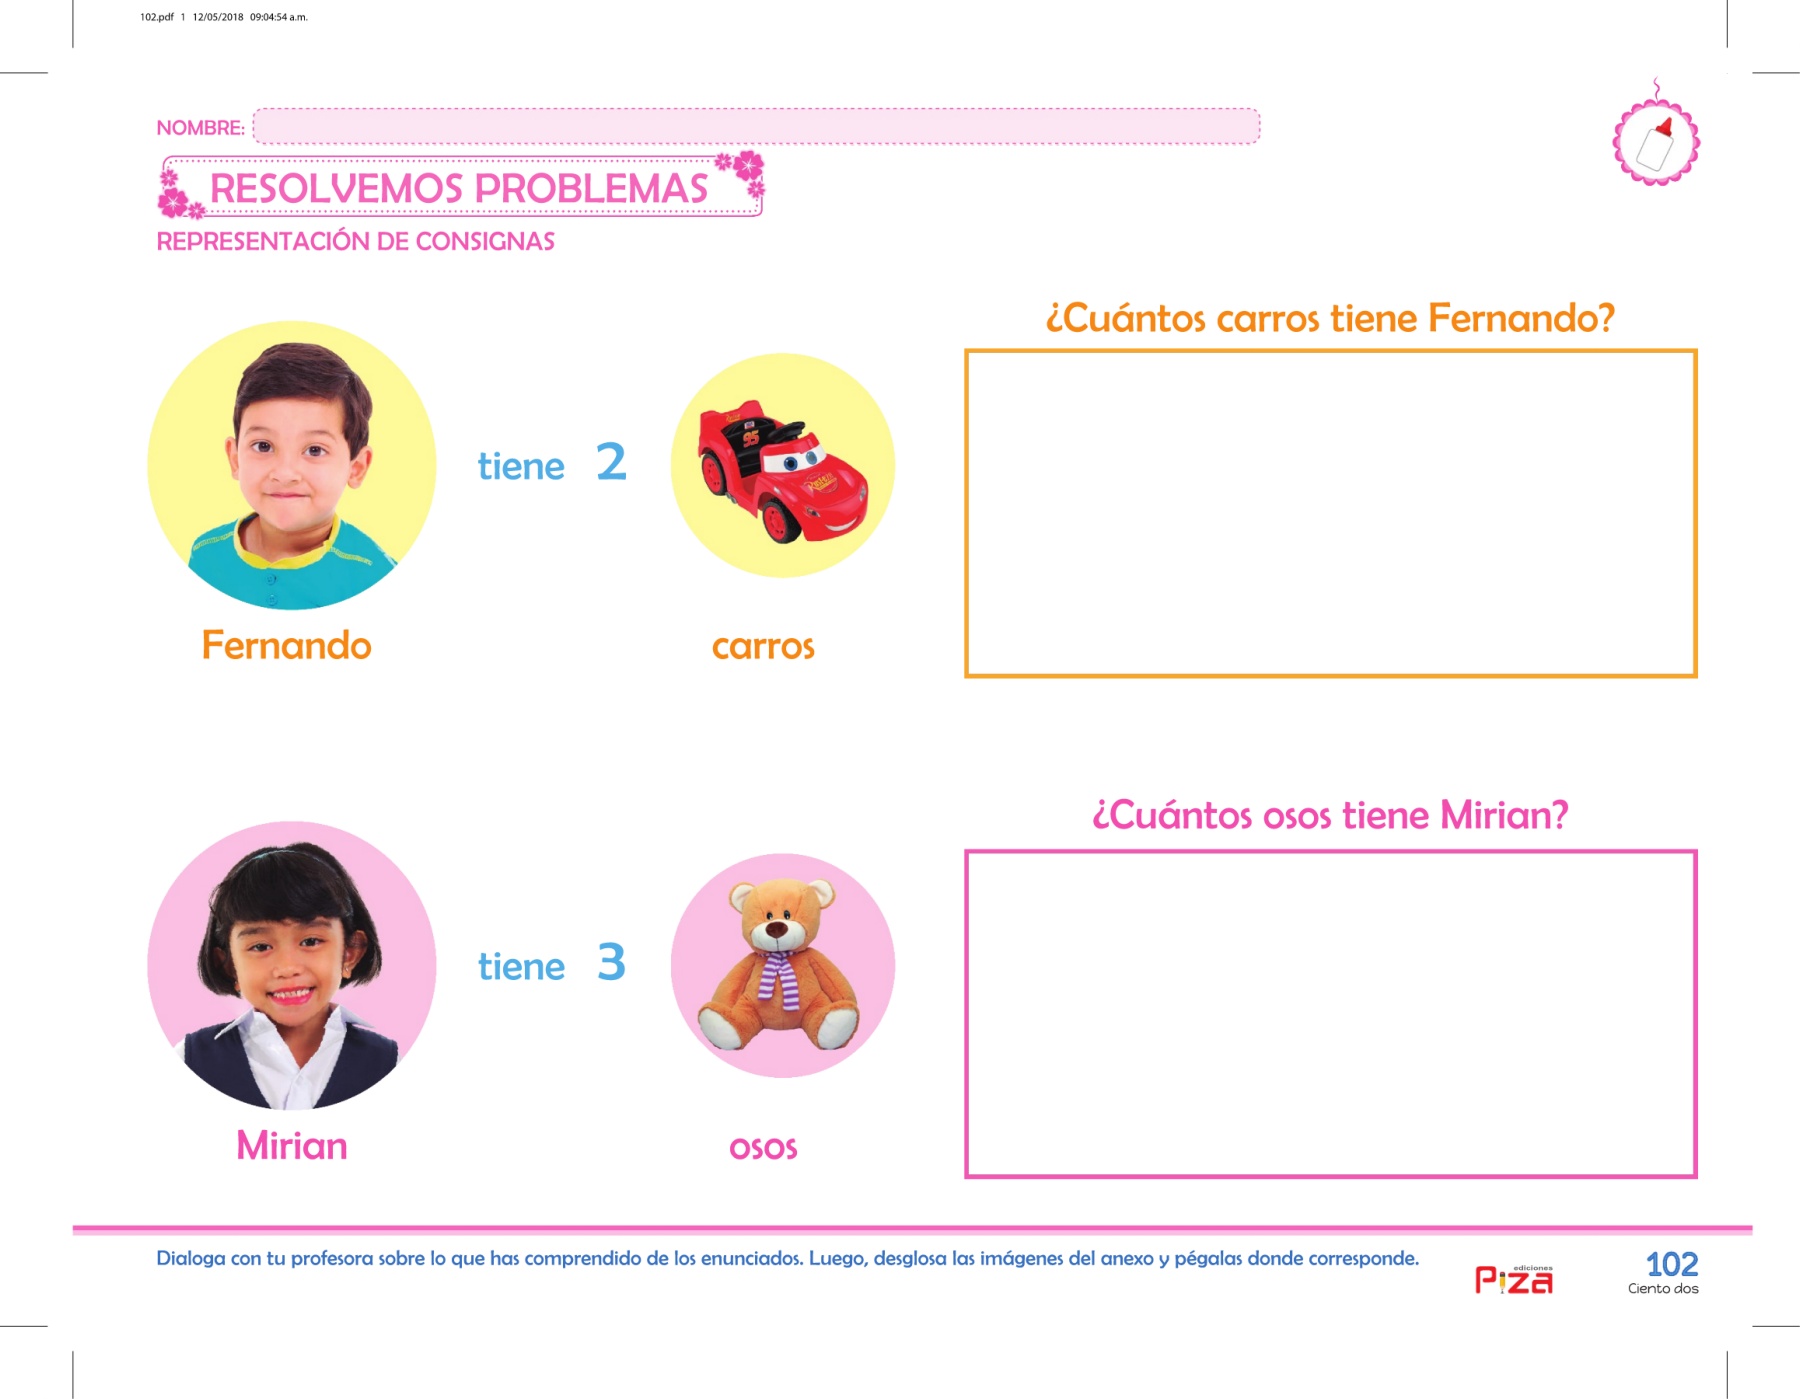 102.pdf 1 12/05/2018 09:04:54 a.m.
NOMBRE:
RESOLVEMOS PROBLEMAS
REPRESENTACIÓN DE CONSIGNAS
¿Cuántos carros tiene Fernando?
tiene 2
95
Fernando
carros
¿Cuántos osos tiene Mirian?
tiene 3
Mirian
osos
Dialoga con tu profesora sobre lo que has comprendido de los enunciados. Luego, desglosa las imágenes del anexo y pégalas donde corresponde.
ediciones
Piza
102
Ciento dos